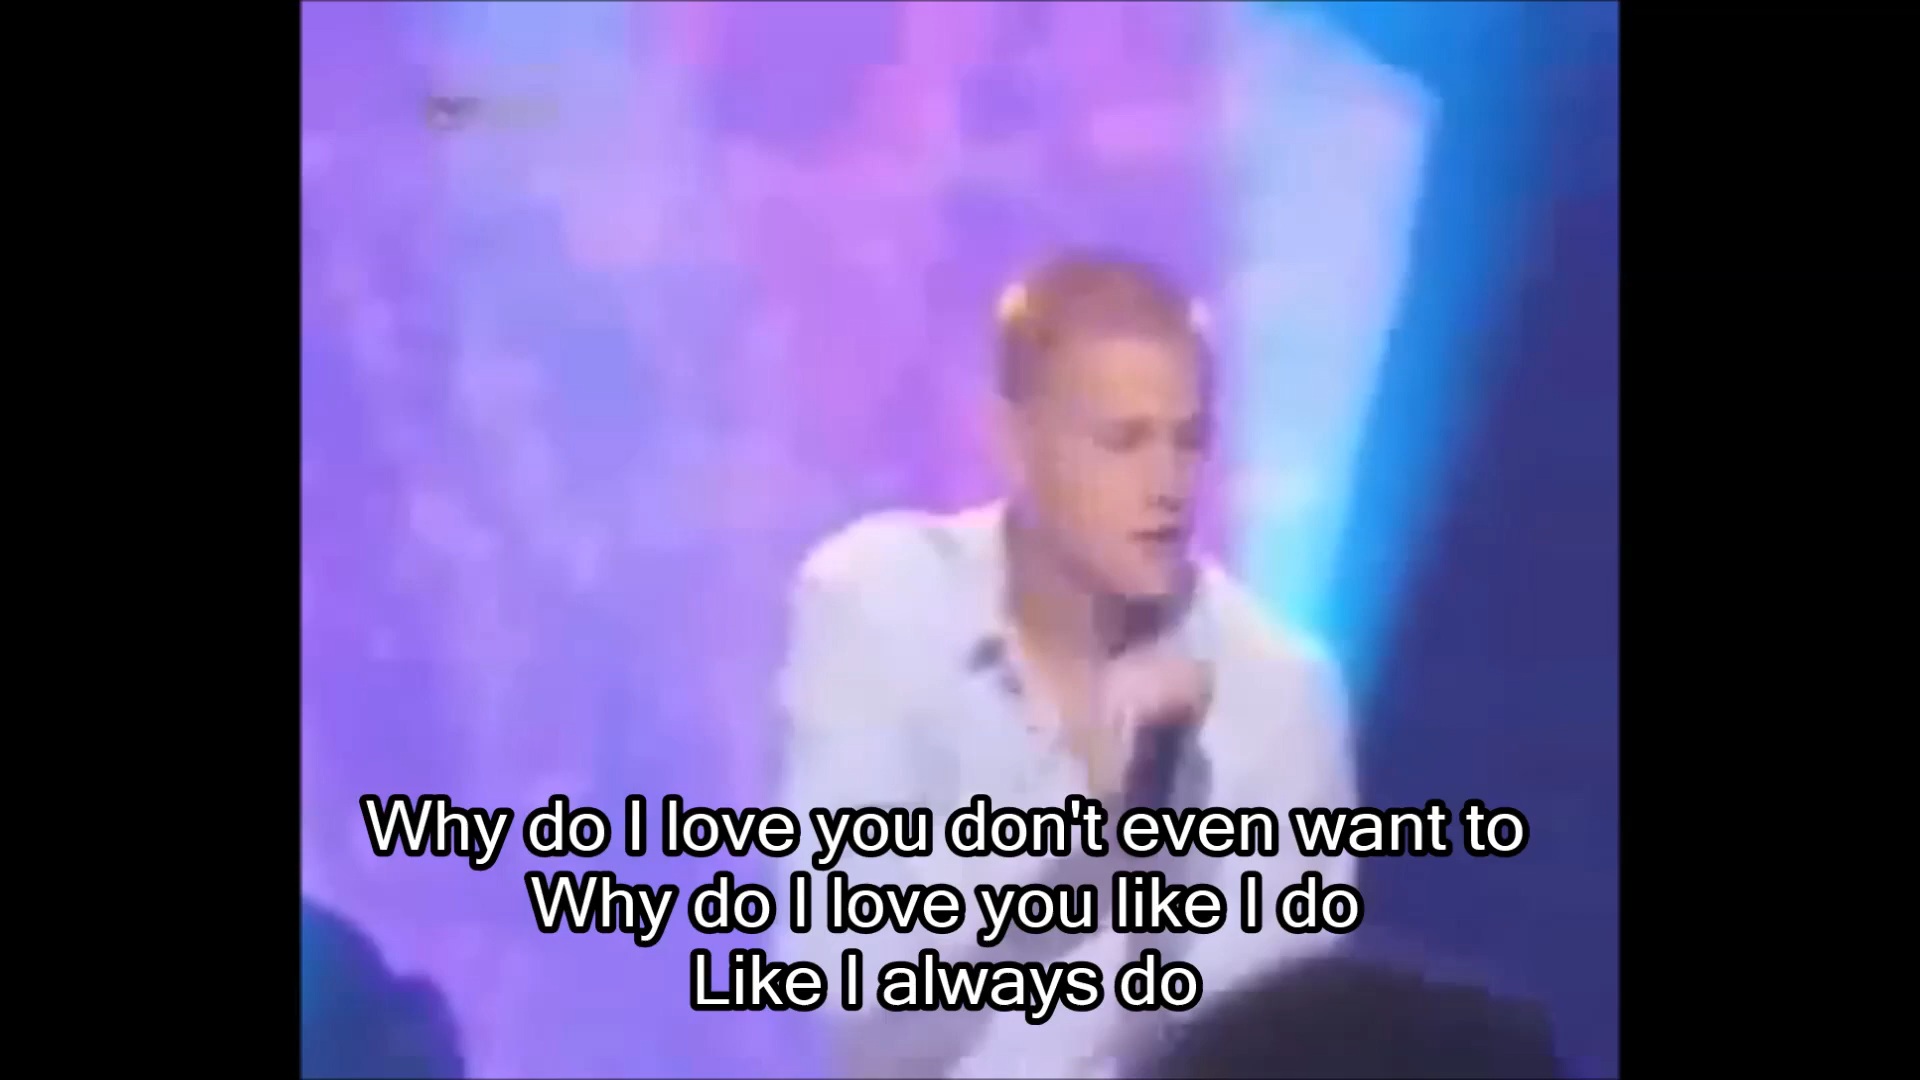 Why do I love you don't even want to
Why do I love you like I do
Like I always do